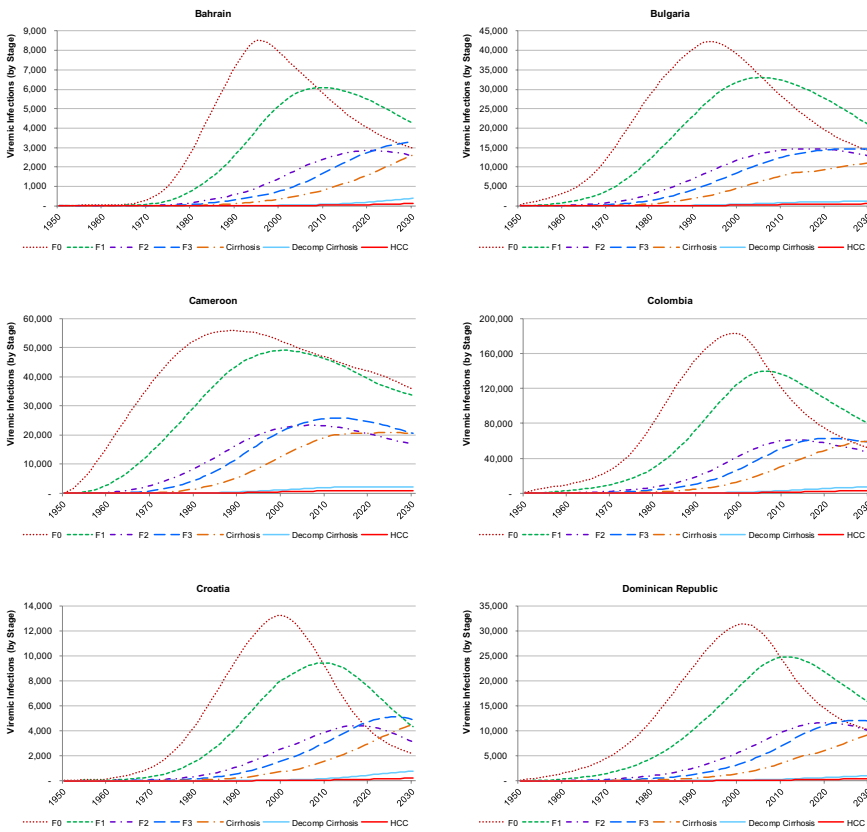 Bahrain
Viremic Infections (by Stage)
9,000
8,000
7,000
6,000
5,000
4,000
3,000
2,000
1,000
-
1950 1960 1970 1980 1990 2000 2010 2020 2030
F0 F1 F2 F3 Cirrhosis Decomp Cirrhosis HCC
Bulgaria
Viremic Infections (by Stage)
45,000
40,000
35,000
30,000
25,000
20,000
15,000
10,000
5,000
-
1950 1960 1970 1980 1990 2000 2010 2020 2030
F0 F1 F2 F3 Cirrhosis Decomp Cirrhosis HCC
Cameroon
Viremic Infections (by Stage)
60,000
50,000
40,000
30,000
20,000
10,000
-
1950 1960 1970 1980 1990 2000 2010 2020 2030
F0 F1 F2 F3 Cirrhosis Decomp Cirrhosis HCC
Colombia
Viremic Infections (by Stage)
200,000
160,000
120,000
80,000
40,000
-
1950 1960 1970 1980 1990 2000 2010 2020 2030
F0 F1 F2 F3 Cirrhosis Decomp Cirrhosis HCC
Croatia
Viremic Infections (by Stage)
14,000
12,000
10,000
8,000
6,000
4,000
2,000
-
1950 1960 1970 1980 1990 2000 2010 2020 2030
F0 F1 F2 F3 Cirrhosis Decomp Cirrhosis HCC
Dominican Republic
Viremic Infections (by Stage)
35,000
30,000
25,000
20,000
15,000
10,000
5,000
-
1950 1960 1970 1980 1990 2000 2010 2020 2030
F0 F1 F2 F3 Cirrhosis Decomp Cirrhosis HCC